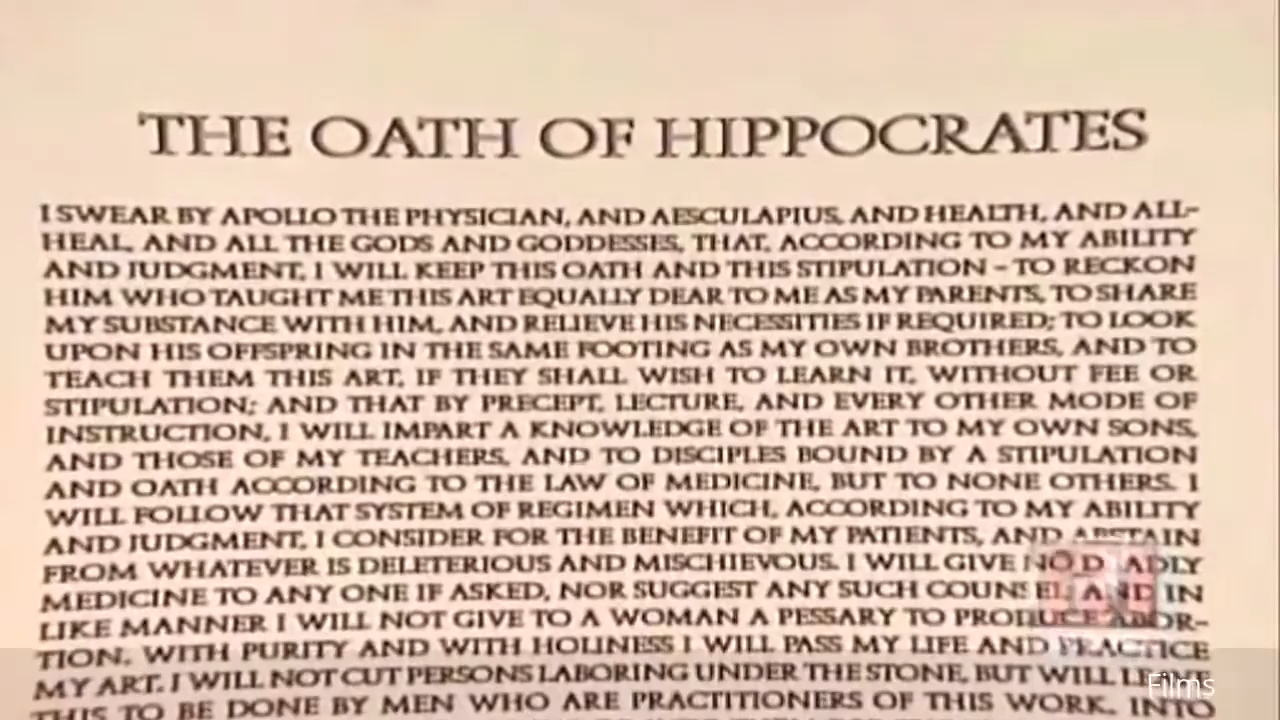 THE OATH OF HIPPOCRATES
I SWEAR BY APOLLO THE PHYSICIAN, AND AESCULAPIUS, AND HEALTH, AND ALL-
HEAL, AND ALL THE GODS AND GODDESSES, THAT, ACCORDING TO MY ABILITY
AND JUDGMENT, I WILL KEEP THIS OATH AND THIS STIPULATION – TO RECKON
HIM WHO TAUGHT ME THIS ART EQUALLY DEAR TO ME AS MY PARENTS, TO SHARE
MY SUBSTANCE WITH HIM, AND RELIEVE HIS NECESSITIES IF REQUIRED; TO LOOK
UPON HIS OFFSPRING IN THE SAME FOOTING AS MY OWN BROTHERS, AND TO
TEACH THEM THIS ART, IF THEY SHALL WISH TO LEARN IT, WITHOUT FEE OR
STIPULATION; AND THAT BY PRECEPT, LECTURE, AND EVERY OTHER MODE OF
INSTRUCTION, I WILL IMPART A KNOWLEDGE OF THE ART TO MY OWN SONS,
AND THOSE OF MY TEACHERS, AND TO DISCIPLES BOUND BY A STIPULATION
AND OATH ACCORDING TO THE LAW OF MEDICINE, BUT TO NONE OTHERS. I
WILL FOLLOW THAT SYSTEM OF REGIMEN WHICH, ACCORDING TO MY ABILITY
AND JUDGMENT, I CONSIDER FOR THE BENEFIT OF MY PATIENTS, AND ABSTAIN
FROM WHATEVER IS DELETERIOUS AND MISCHIEVOUS. I WILL GIVE NO DEADLY
MEDICINE TO ANY ONE IF ASKED, NOR SUGGEST ANY SUCH COUNSEL, AND IN
LIKE MANNER I WILL NOT GIVE TO A WOMAN A PESSARY TO PRODUCE ABOR-
TION. WITH PURITY AND WITH HOLINESS I WILL PASS MY LIFE AND PRACTICE
MY ART. I WILL NOT CUT PERSONS LABORING UNDER THE STONE, BUT WILL
THIS TO BE DONE BY MEN WHO ARE PRACTITIONERS OF THIS WORK. INTO
Films